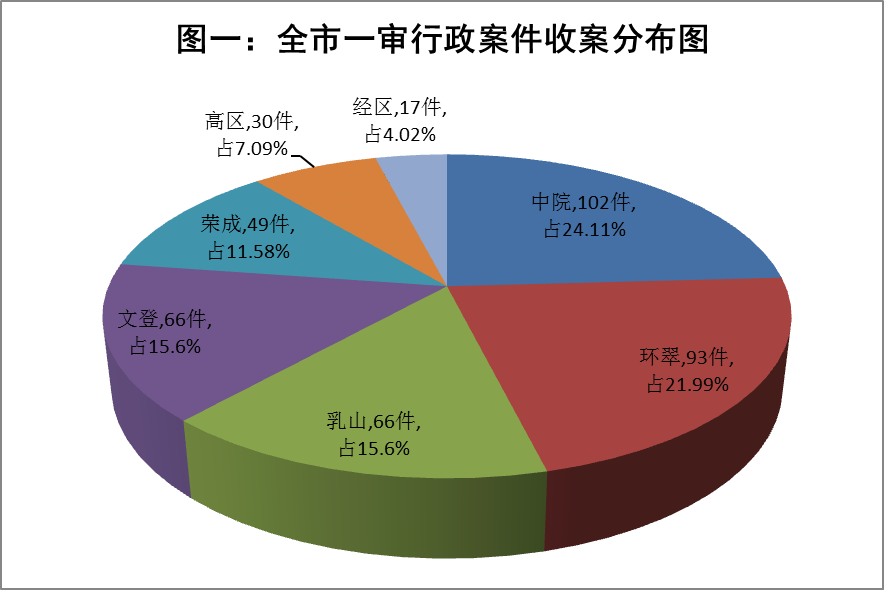 图一：全市一审行政案件收案分布图
经区,17件,
占4.02%
高区,30件,
占7.09%
中院,102件,
占24.11%
荣成,49件,
占11.58%
文登,66件,
占15.6%
环翠,93件,
占21.99%
乳山,66件,
占15.6%